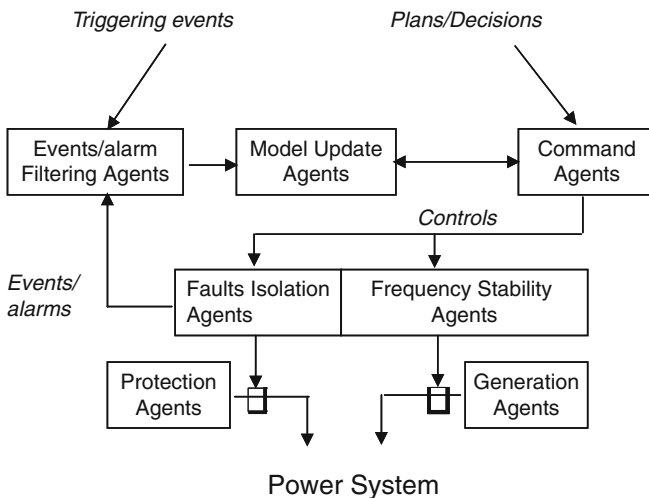 Triggering events
Plans/Decisions
Events/alarm
Filtering Agents
Model Update
Agents
Command
Agents
Controls
Events/
alarms
Faults Isolation
Agents
Frequency Stability
Agents
Protection
Agents
Generation
Agents
Power System